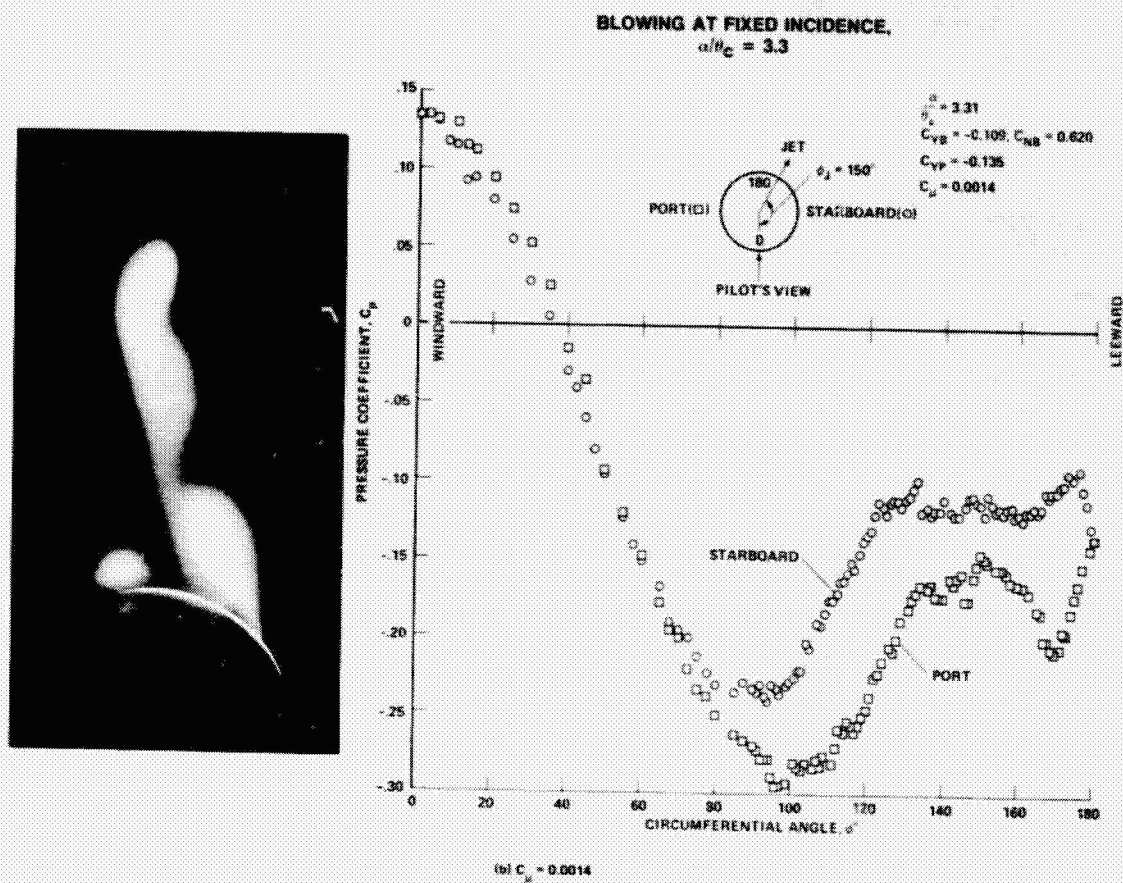 BLOWING AT FIXED INCIDENCE,
α/θC = 3.3
α/θc = 3.31
CYB = -0.109, CNB = 0.620
CYP = -0.135
Cμ = 0.0014
JET
180
ϕJ = 150°
PORT(□)
STARBOARD(○)
0
PILOT'S VIEW
PRESSURE COEFFICIENT, Cp
.15
.10
.05
0
-.05
-.10
-.15
-.20
-.25
-.30
WINDWARD
LEEWARD
STARBOARD
PORT
0 20 40 60 80 100 120 140 160 180
CIRCUMFERENTIAL ANGLE, ϕ°
(b) Cμ = 0.0014